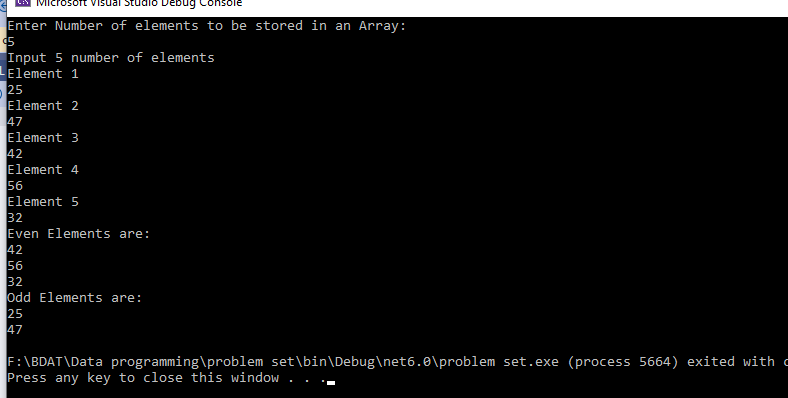 Microsoft Visual Studio Debug Console
Enter Number of elements to be stored in an Array:
5
Input 5 number of elements
Element 1
25
Element 2
47
Element 3
42
Element 4
56
Element 5
32
Even Elements are:
42
56
32
Odd Elements are:
25
47
F:\BDAT\Data programming\problem set\bin\Debug\net6.0\problem set.exe (process 5664) exited with
Press any key to close this window . . .